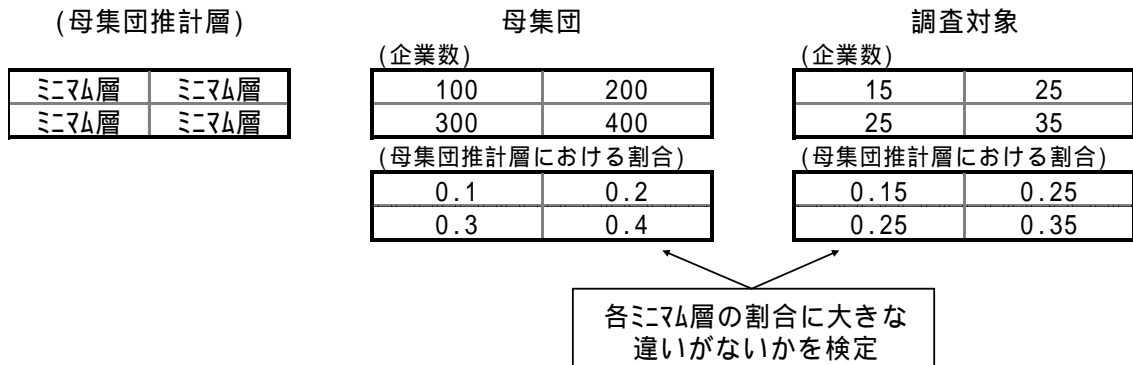 (母集団推計層) 母集団 調査対象
(企業数) (企業数)
ﾐﾆﾏﾑ層 ﾐﾆﾏﾑ層 100 200 15 25
ﾐﾆﾏﾑ層 ﾐﾆﾏﾑ層 300 400 25 35
(母集団推計層における割合) (母集団推計層における割合)
0.1 0.2 0.15 0.25
0.3 0.4 0.25 0.35
各ﾐﾆﾏﾑ層の割合に大きな
違いがないかを検定